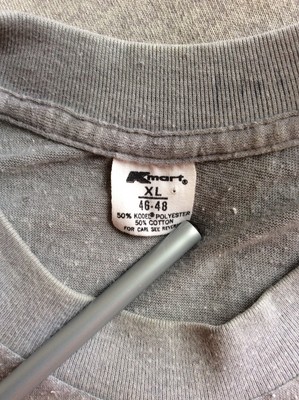 Kmart®
XL
46-48
50% KODEL® POLYESTER
50% COTTON
FOR CARE SEE REVERSE